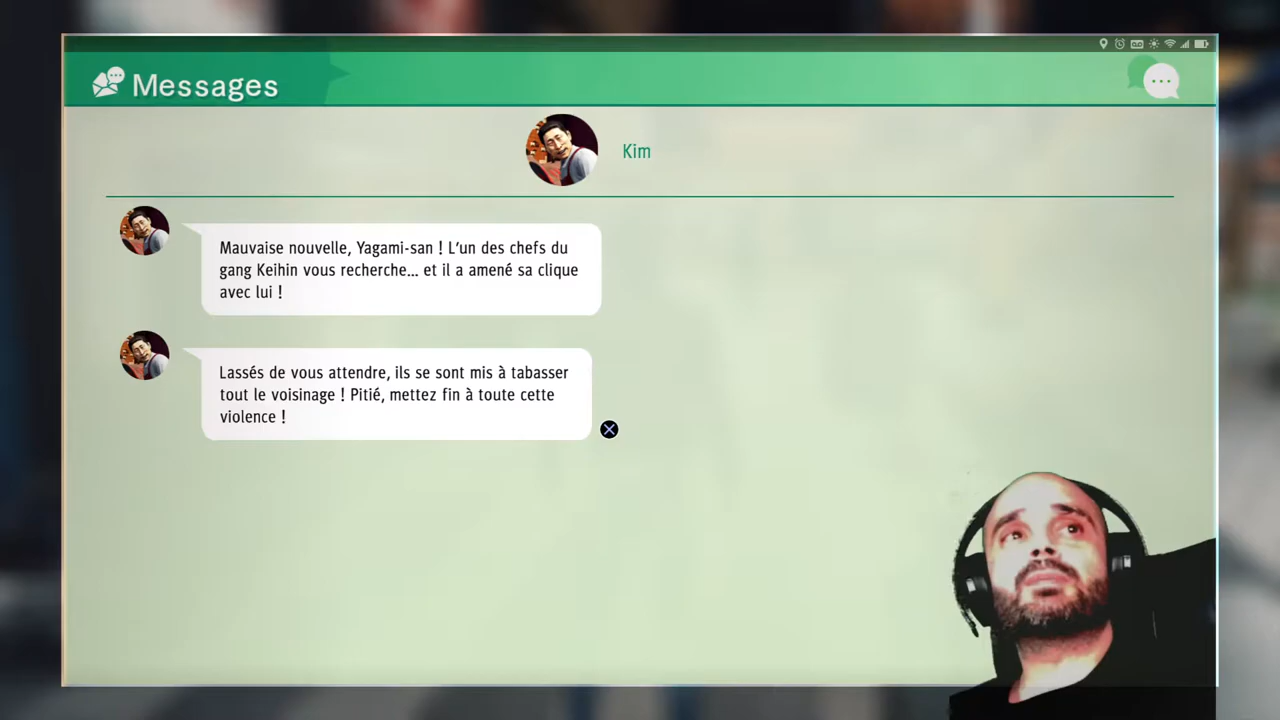 Messages
Kim
Mauvaise nouvelle, Yagami-san ! L'un des chefs du
gang Keihin vous recherche... et il a amené sa clique
avec lui !
Lassés de vous attendre, ils se sont mis à tabasser
tout le voisinage ! Pitié, mettez fin à toute cette
violence !